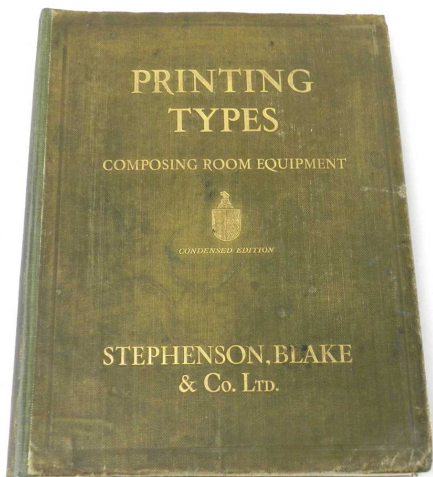 PRINTING
TYPES
COMPOSING ROOM EQUIPMENT
CONDENSED EDITION
STEPHENSON, BLAKE
& Co. LTD.